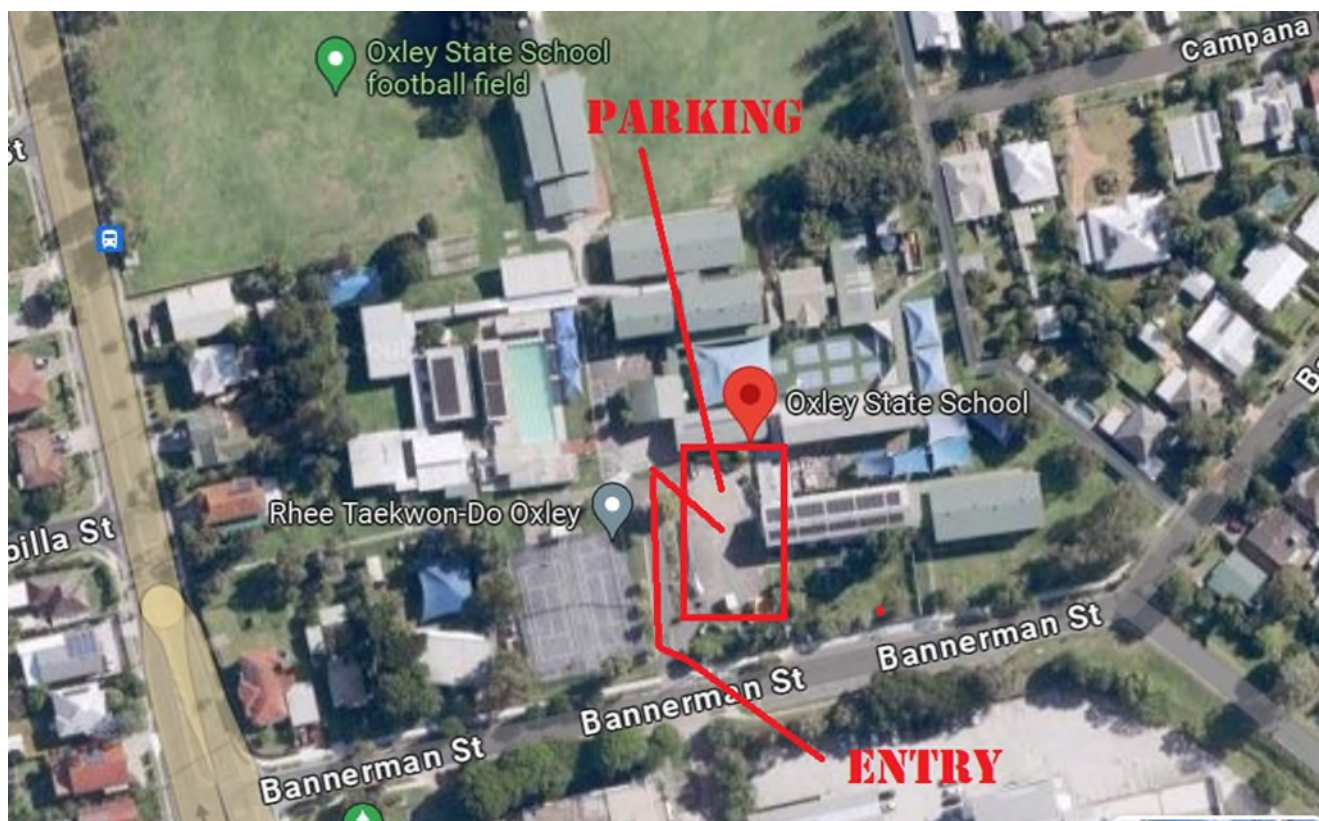 Oxley State School
football field
Campana
PARKING
St
Oxley State School
Rhee Taekwon-Do Oxley
Bannerman St
Bannerman St
Bannerman St
ENTRY